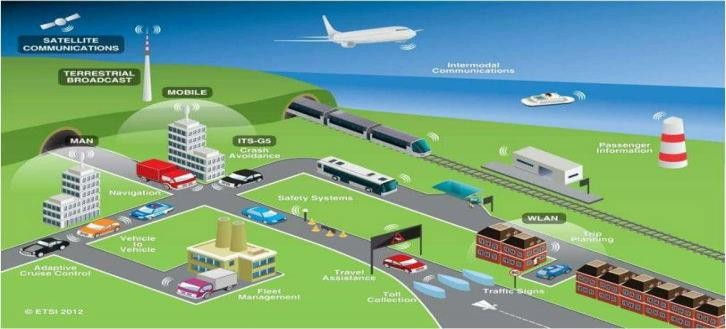 SATELLITE
COMMUNICATIONS
TERRESTRIAL
BROADCAST
MOBILE
Intermodal
Communications
MAN
ITS-G5
Crash
Avoidance
Passenger
Information
Navigation
Safety Systems
WLAN
Vehicle
to
Vehicle
Trip
Planning
Adaptive
Cruise Control
Travel
Assistance
Fleet
Management
Toll
Collection
Traffic Signs
© ETSI 2012